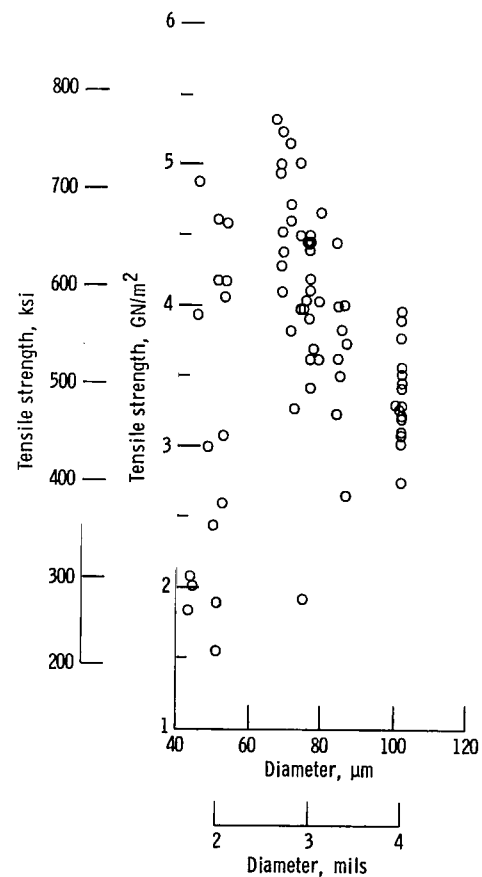 6
800
5
700
600
4
Tensile strength, ksi
Tensile strength, GN/m²
500
3
400
300
2
200
1
40 60 80 100 120
Diameter, μm
2 3 4
Diameter, mils